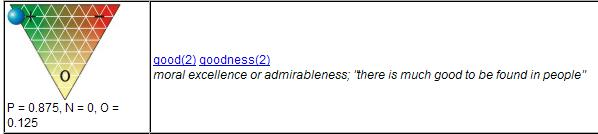 + −
O
P = 0.875, N = 0, O =
0.125
good(2) goodness(2)
moral excellence or admirableness; "there is much good to be found in people"